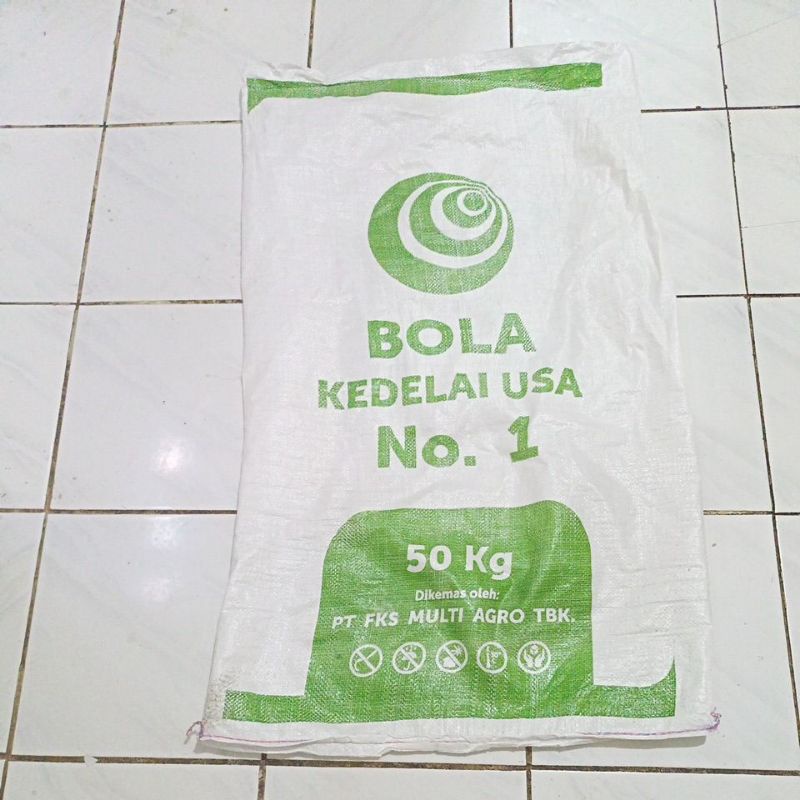 BOLA
KEDELAI USA
No. 1
50 Kg
Dikemas oleh:
PT FKS MULTI AGRO TBK.